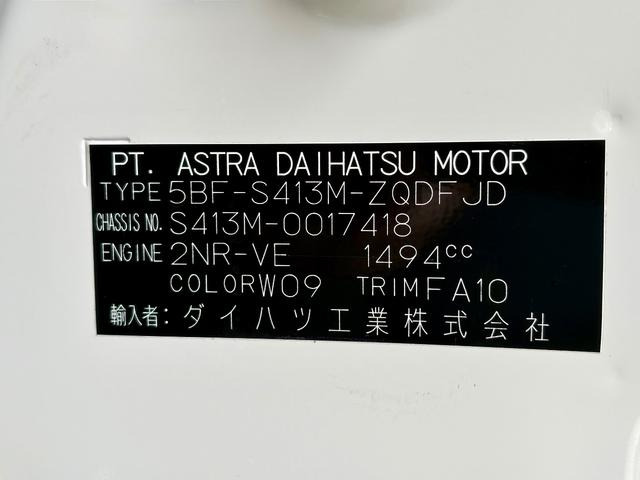 PT. ASTRA DAIHATSU MOTOR
TYPE 5BF-S413M-ZQDFJD
CHASSIS NO. S413M-0017418
ENGINE 2NR-VE 1494cc
COLOR W09 TRIM FA10
輸入者: ダイハツ工業株式会社